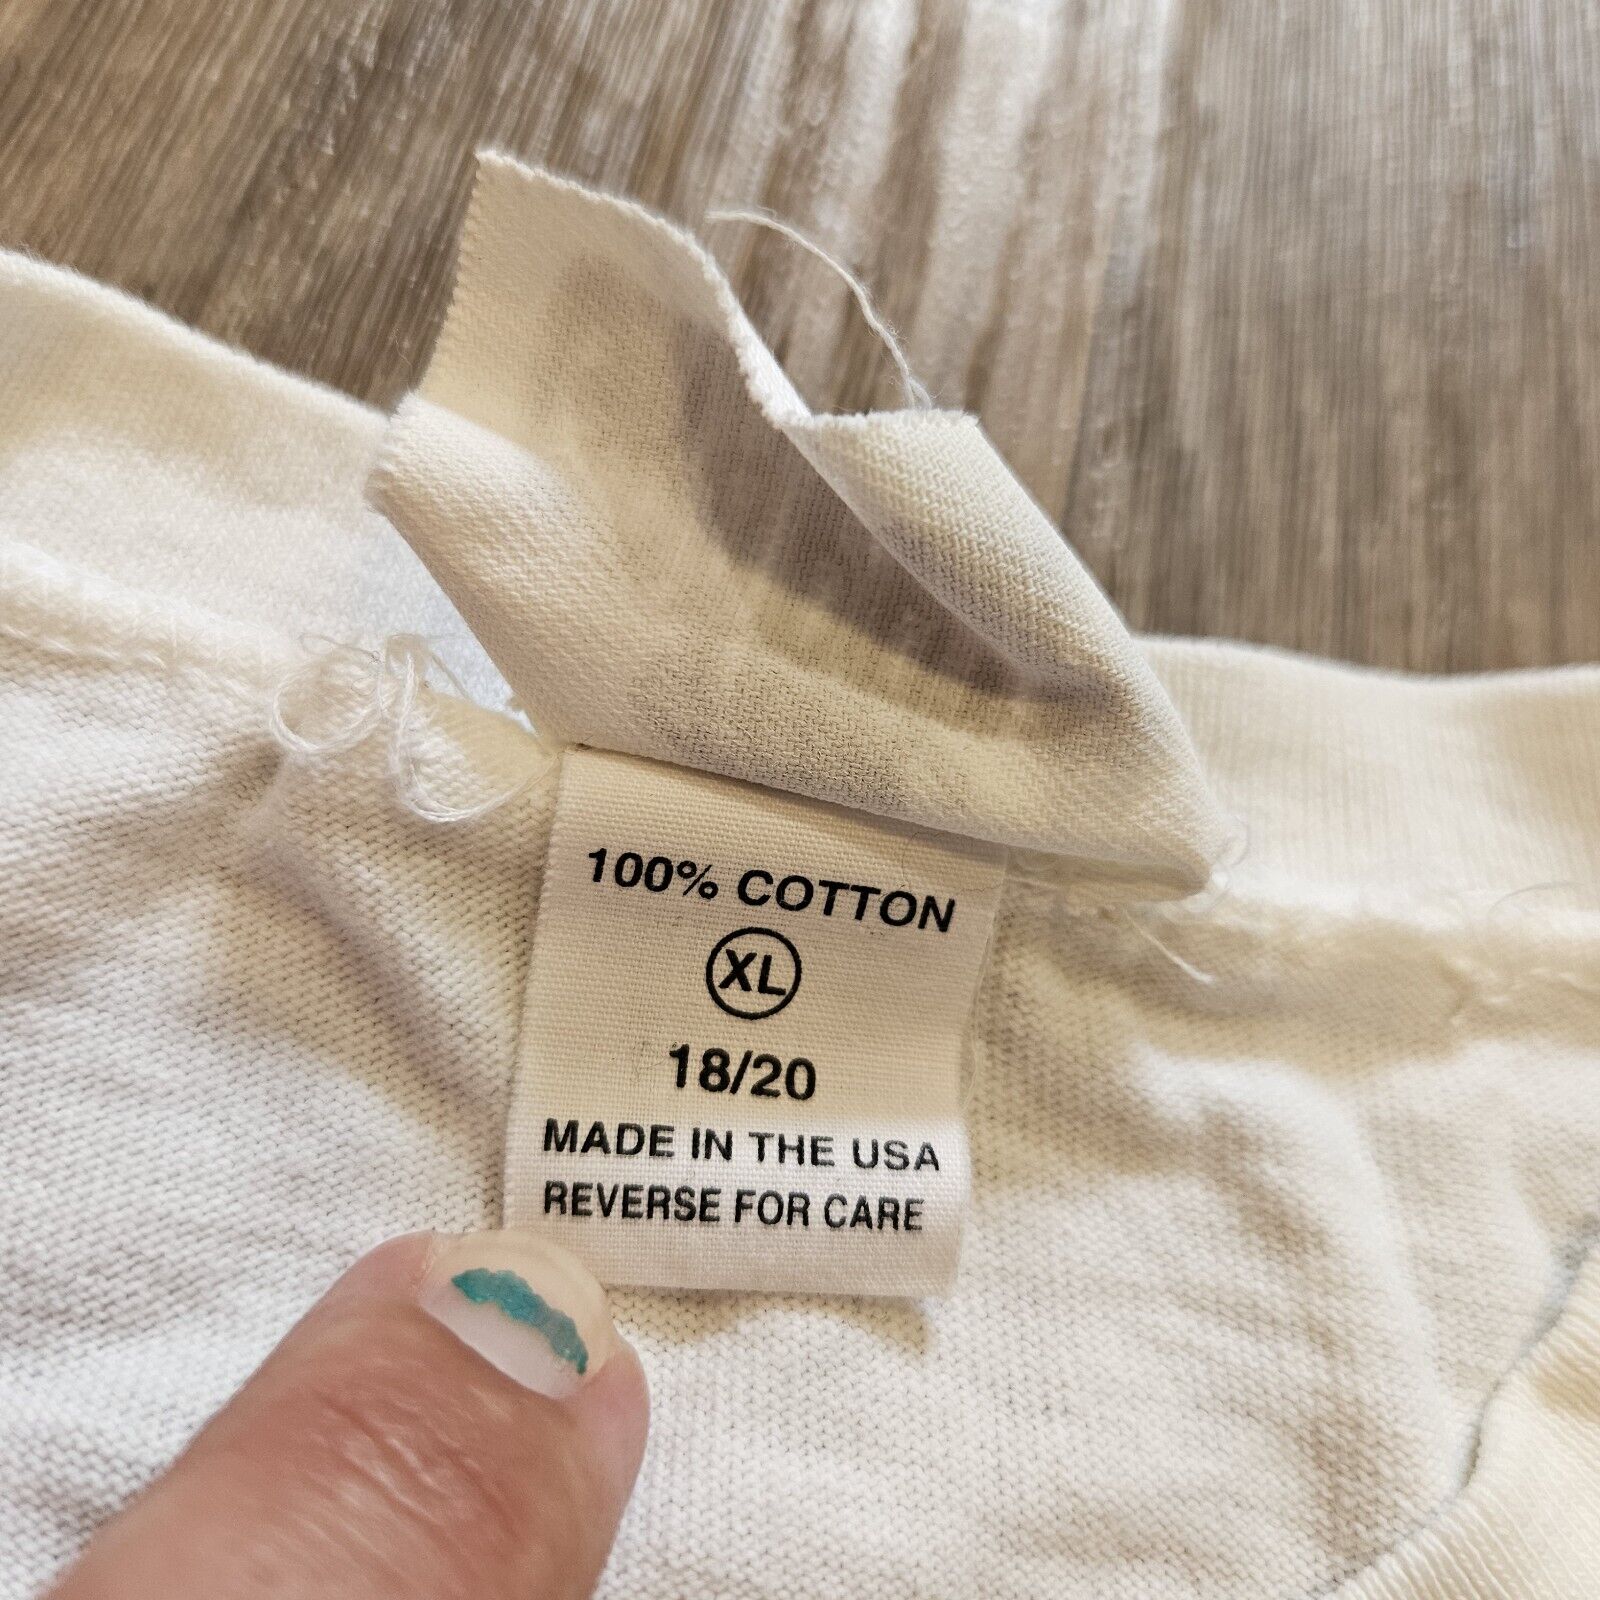 100% COTTON
XL
18/20
MADE IN THE USA
REVERSE FOR CARE